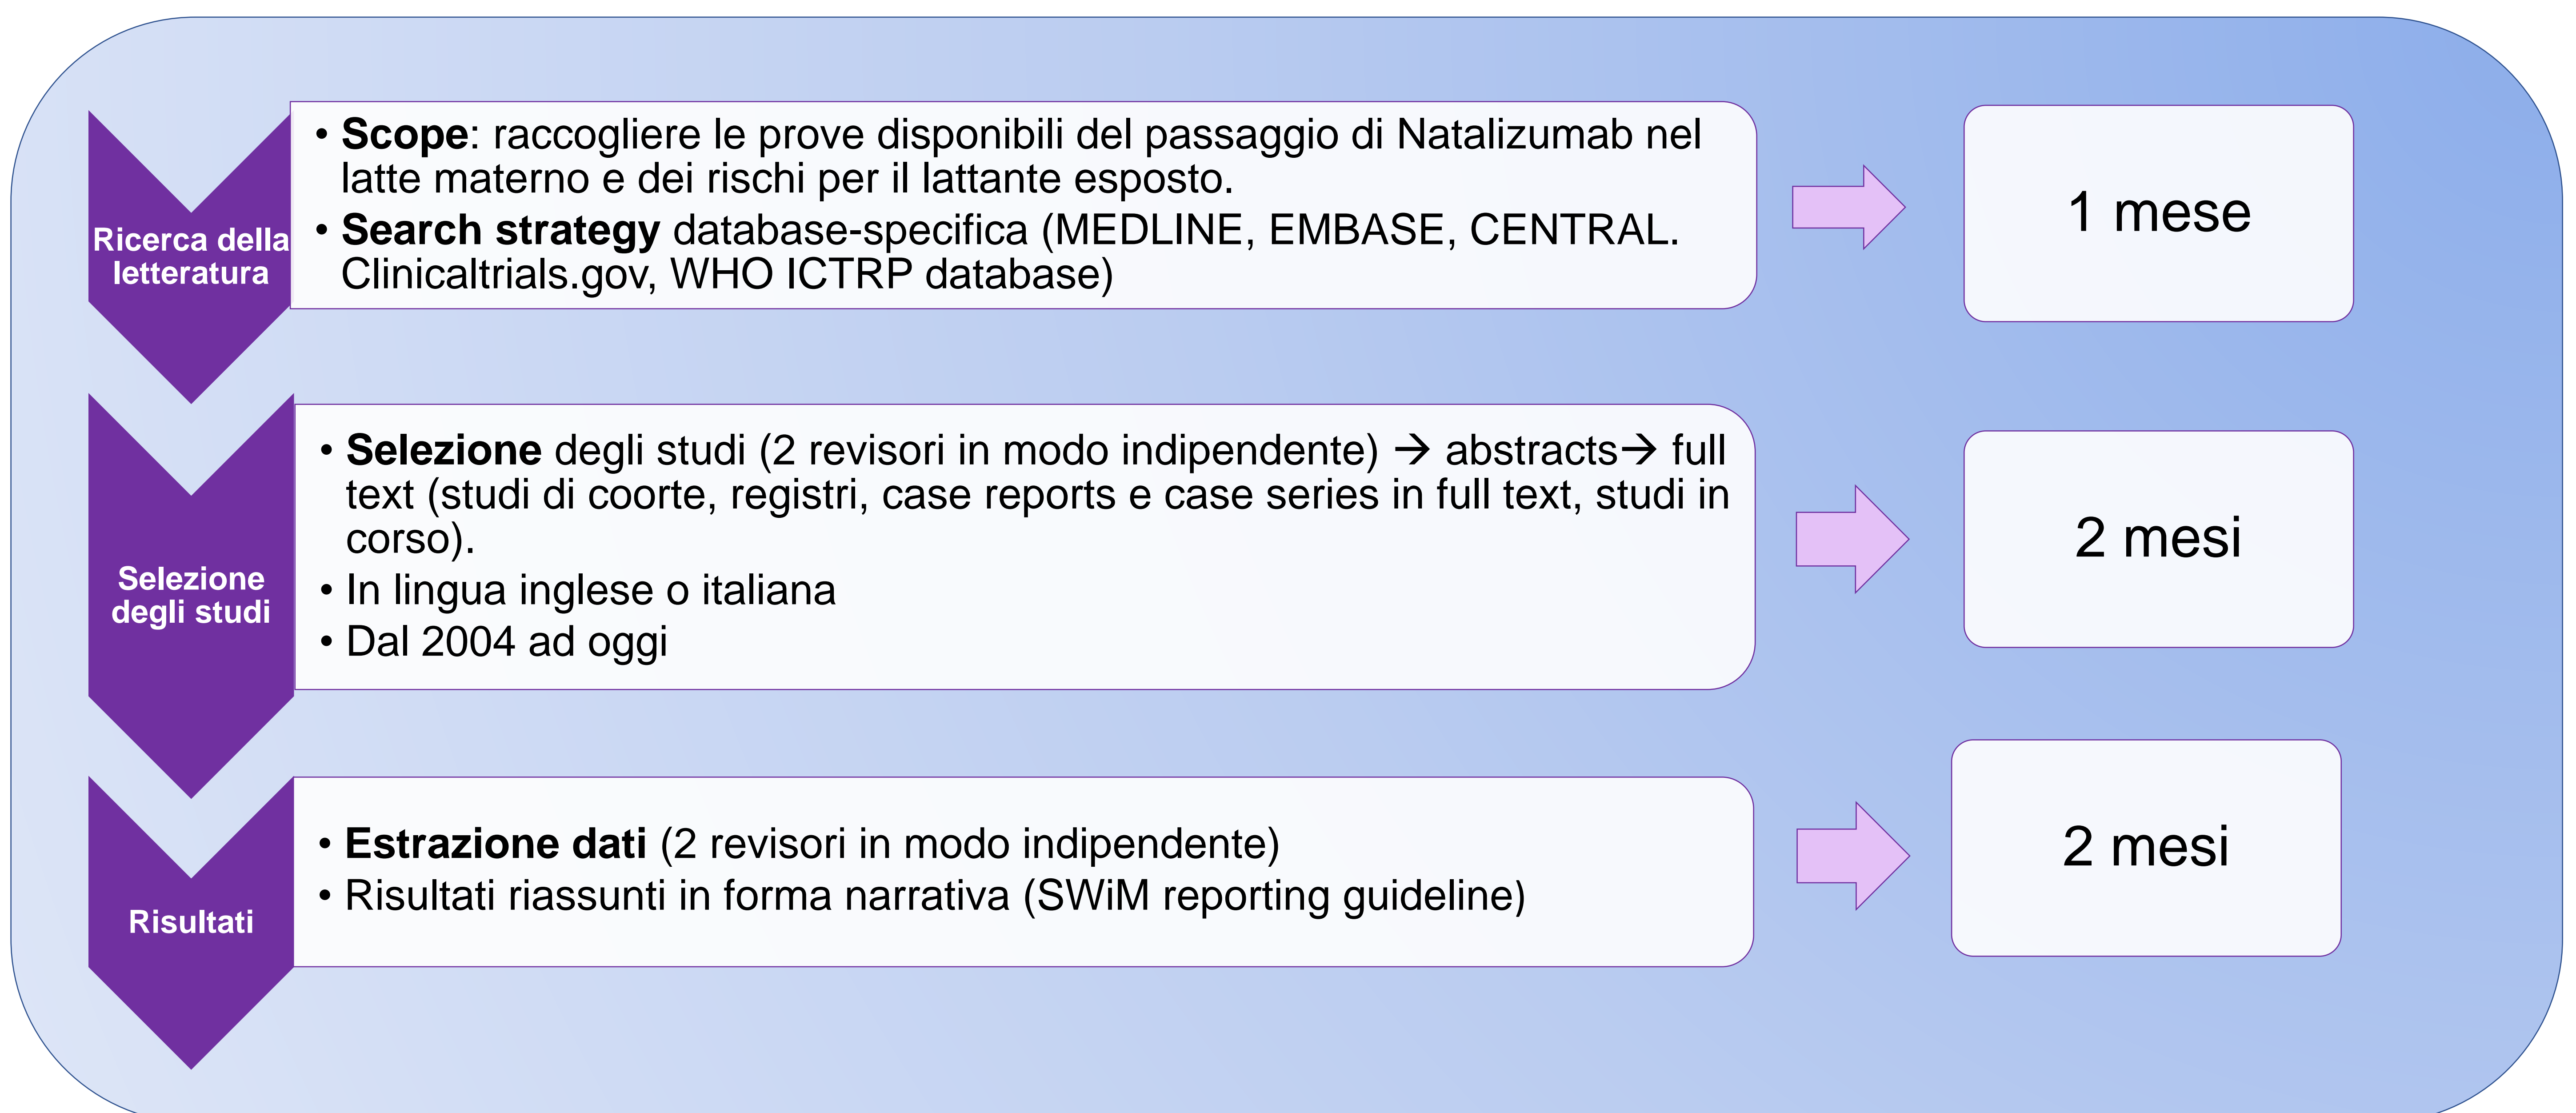 Ricerca della
letteratura
• Scope: raccogliere le prove disponibili del passaggio di Natalizumab nel
latte materno e dei rischi per il lattante esposto.
• Search strategy database-specifica (MEDLINE, EMBASE, CENTRAL.
Clinicaltrials.gov, WHO ICTRP database)
1 mese
Selezione
degli studi
• Selezione degli studi (2 revisori in modo indipendente) → abstracts→ full
text (studi di coorte, registri, case reports e case series in full text, studi in
corso).
• In lingua inglese o italiana
• Dal 2004 ad oggi
2 mesi
Risultati
• Estrazione dati (2 revisori in modo indipendente)
• Risultati riassunti in forma narrativa (SWiM reporting guideline)
2 mesi